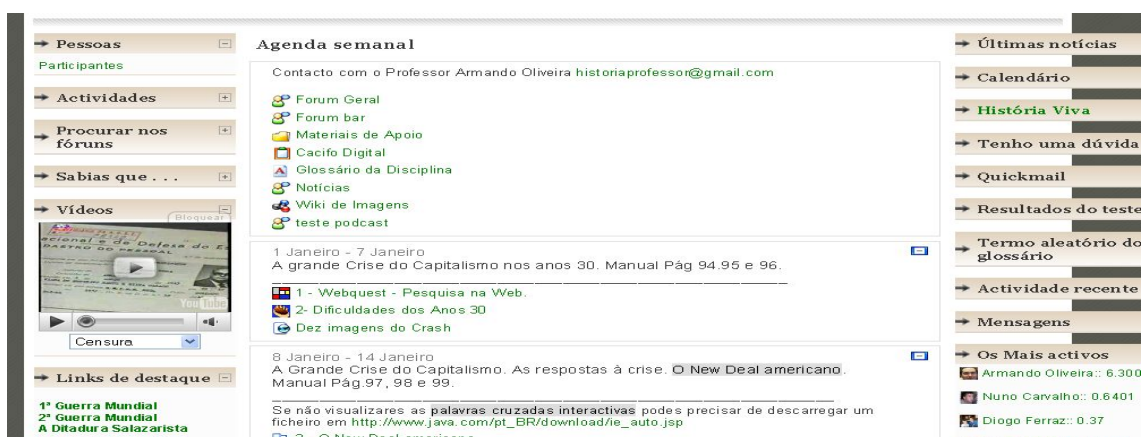 Pessoas
Participantes
Actividades
Procurar nos
fóruns
Sabias que . . .
Vídeos
Bloquear
YouTube
Censura
Links de destaque
1ª Guerra Mundial
2ª Guerra Mundial
A Ditadura Salazarista
Agenda semanal
Contacto com o Professor Armando Oliveira historiaprofessor@gmail.com
Forum Geral
Forum bar
Materiais de Apoio
Cacifo Digital
Glossário da Disciplina
Notícias
Wiki de Imagens
teste podcast
1 Janeiro - 7 Janeiro
A grande Crise do Capitalismo nos anos 30. Manual Pág 94.95 e 96.
1 - Webquest - Pesquisa na Web.
2- Dificuldades dos Anos 30
Dez imagens do Crash
8 Janeiro - 14 Janeiro
A Grande Crise do Capitalismo. As respostas à crise. O New Deal americano.
Manual Pág.97, 98 e 99.
Se não visualizares as palavras cruzadas interactivas podes precisar de descarregar um
ficheiro em http://www.java.com/pt_BR/download/ie_auto.jsp
Últimas notícias
Calendário
História Viva
Tenho uma dúvida
Quickmail
Resultados do teste
Termo aleatório do
glossário
Actividade recente
Mensagens
Os Mais activos
Armando Oliveira:: 6.300
Nuno Carvalho:: 0.6401
Diogo Ferraz:: 0.37